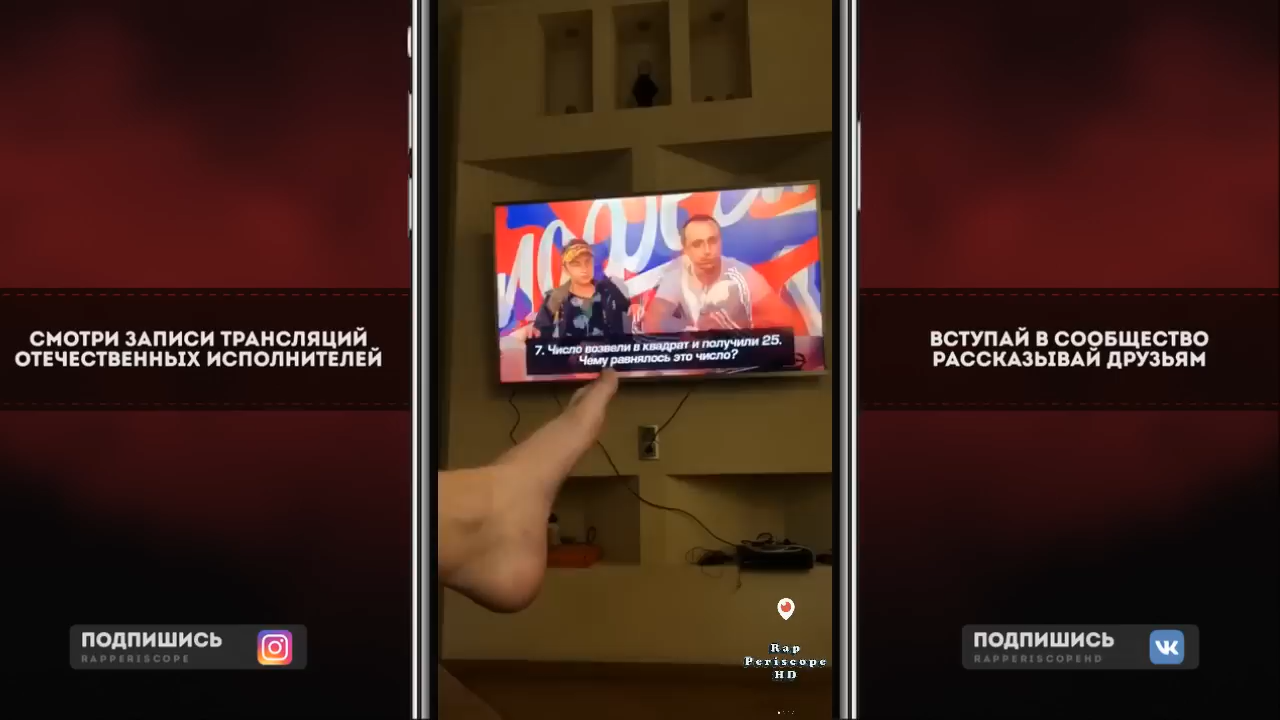 СМОТРИ ЗАПИСИ ТРАНСЛЯЦИЙ
ОТЕЧЕСТВЕННЫХ ИСПОЛНИТЕЛЕЙ
ПОДПИШИСЬ
RAPPERISCOPE
7. Число возвели в квадрат и получили 25.
Чему равнялось это число?
Rap
Periscope
HD
ВСТУПАЙ В СООБЩЕСТВО
РАССКАЗЫВАЙ ДРУЗЬЯМ
ПОДПИШИСЬ
RAPPERISCOPEHD